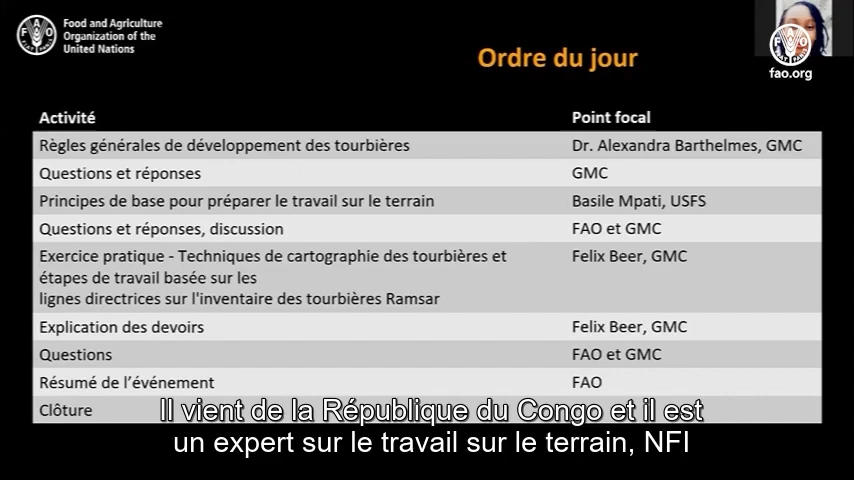 Food and Agriculture
Organization of the
United Nations
Ordre du jour
fao.org
Activité Point focal
Règles générales de développement des tourbières Dr. Alexandra Barthelmes, GMC
Questions et réponses GMC
Principes de base pour préparer le travail sur le terrain Basile Mpati, USFS
Questions et réponses, discussion FAO et GMC
Exercice pratique - Techniques de cartographie des tourbières et Felix Beer, GMC
étapes de travail basée sur les
lignes directrices sur l'inventaire des tourbières Ramsar
Explication des devoirs Felix Beer, GMC
Questions FAO et GMC
Résumé de l'événement FAO
Clôture
Il vient de la République du Congo et il est
un expert sur le travail sur le terrain, NFI